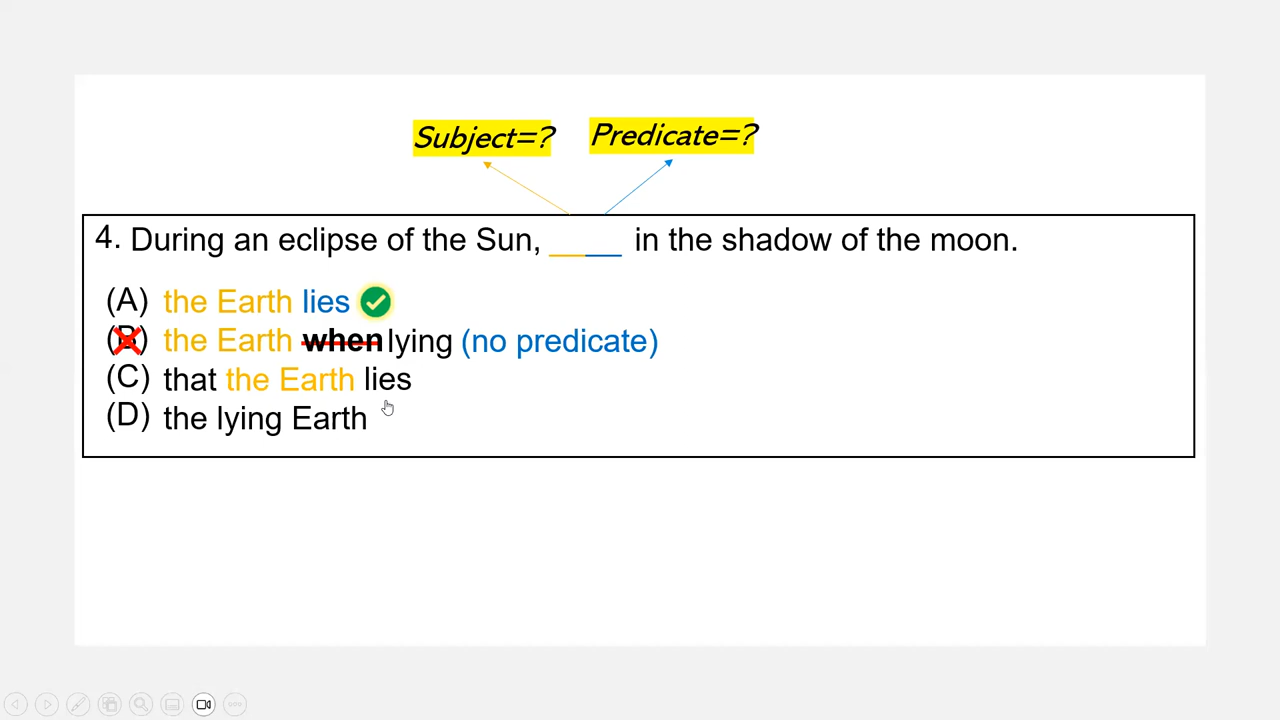 Subject=? Predicate=?
4. During an eclipse of the Sun, ____ in the shadow of the moon.
(A) the Earth lies
(B) the Earth when lying (no predicate)
(C) that the Earth lies
(D) the lying Earth